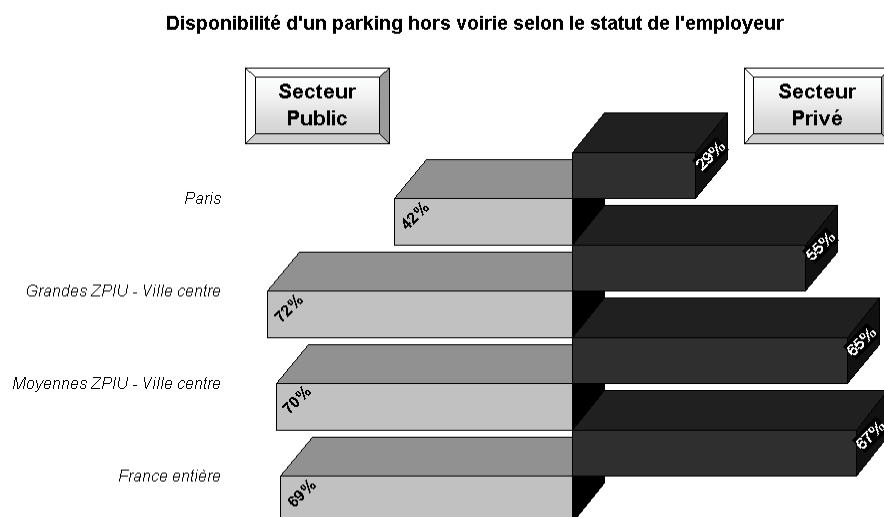 Disponibilité d'un parking hors voirie selon le statut de l'employeur
Secteur
Public
Secteur
Privé
Paris
42%
29%
Grandes ZPIU - Ville centre
72%
55%
Moyennes ZPIU - Ville centre
70%
65%
France entière
69%
67%